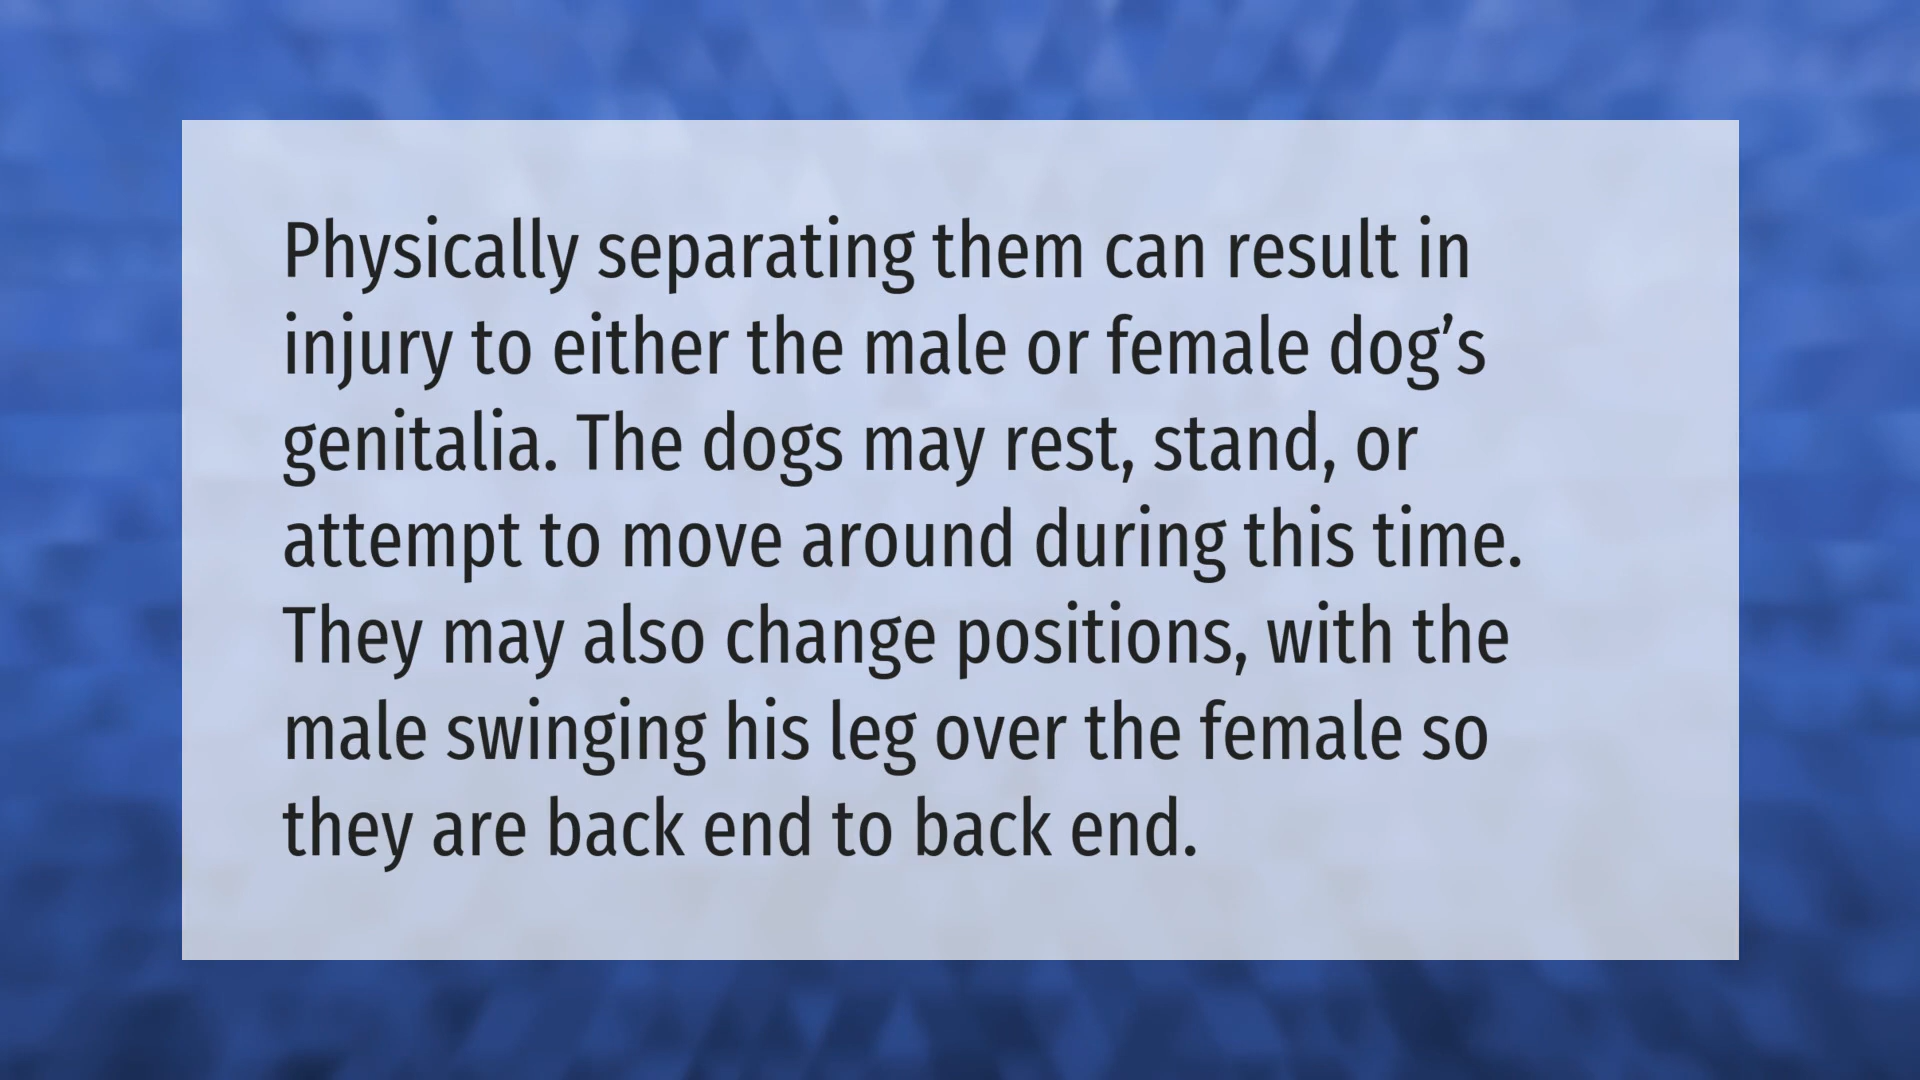 Physically separating them can result in
injury to either the male or female dog’s
genitalia. The dogs may rest, stand, or
attempt to move around during this time.
They may also change positions, with the
male swinging his leg over the female so
they are back end to back end.